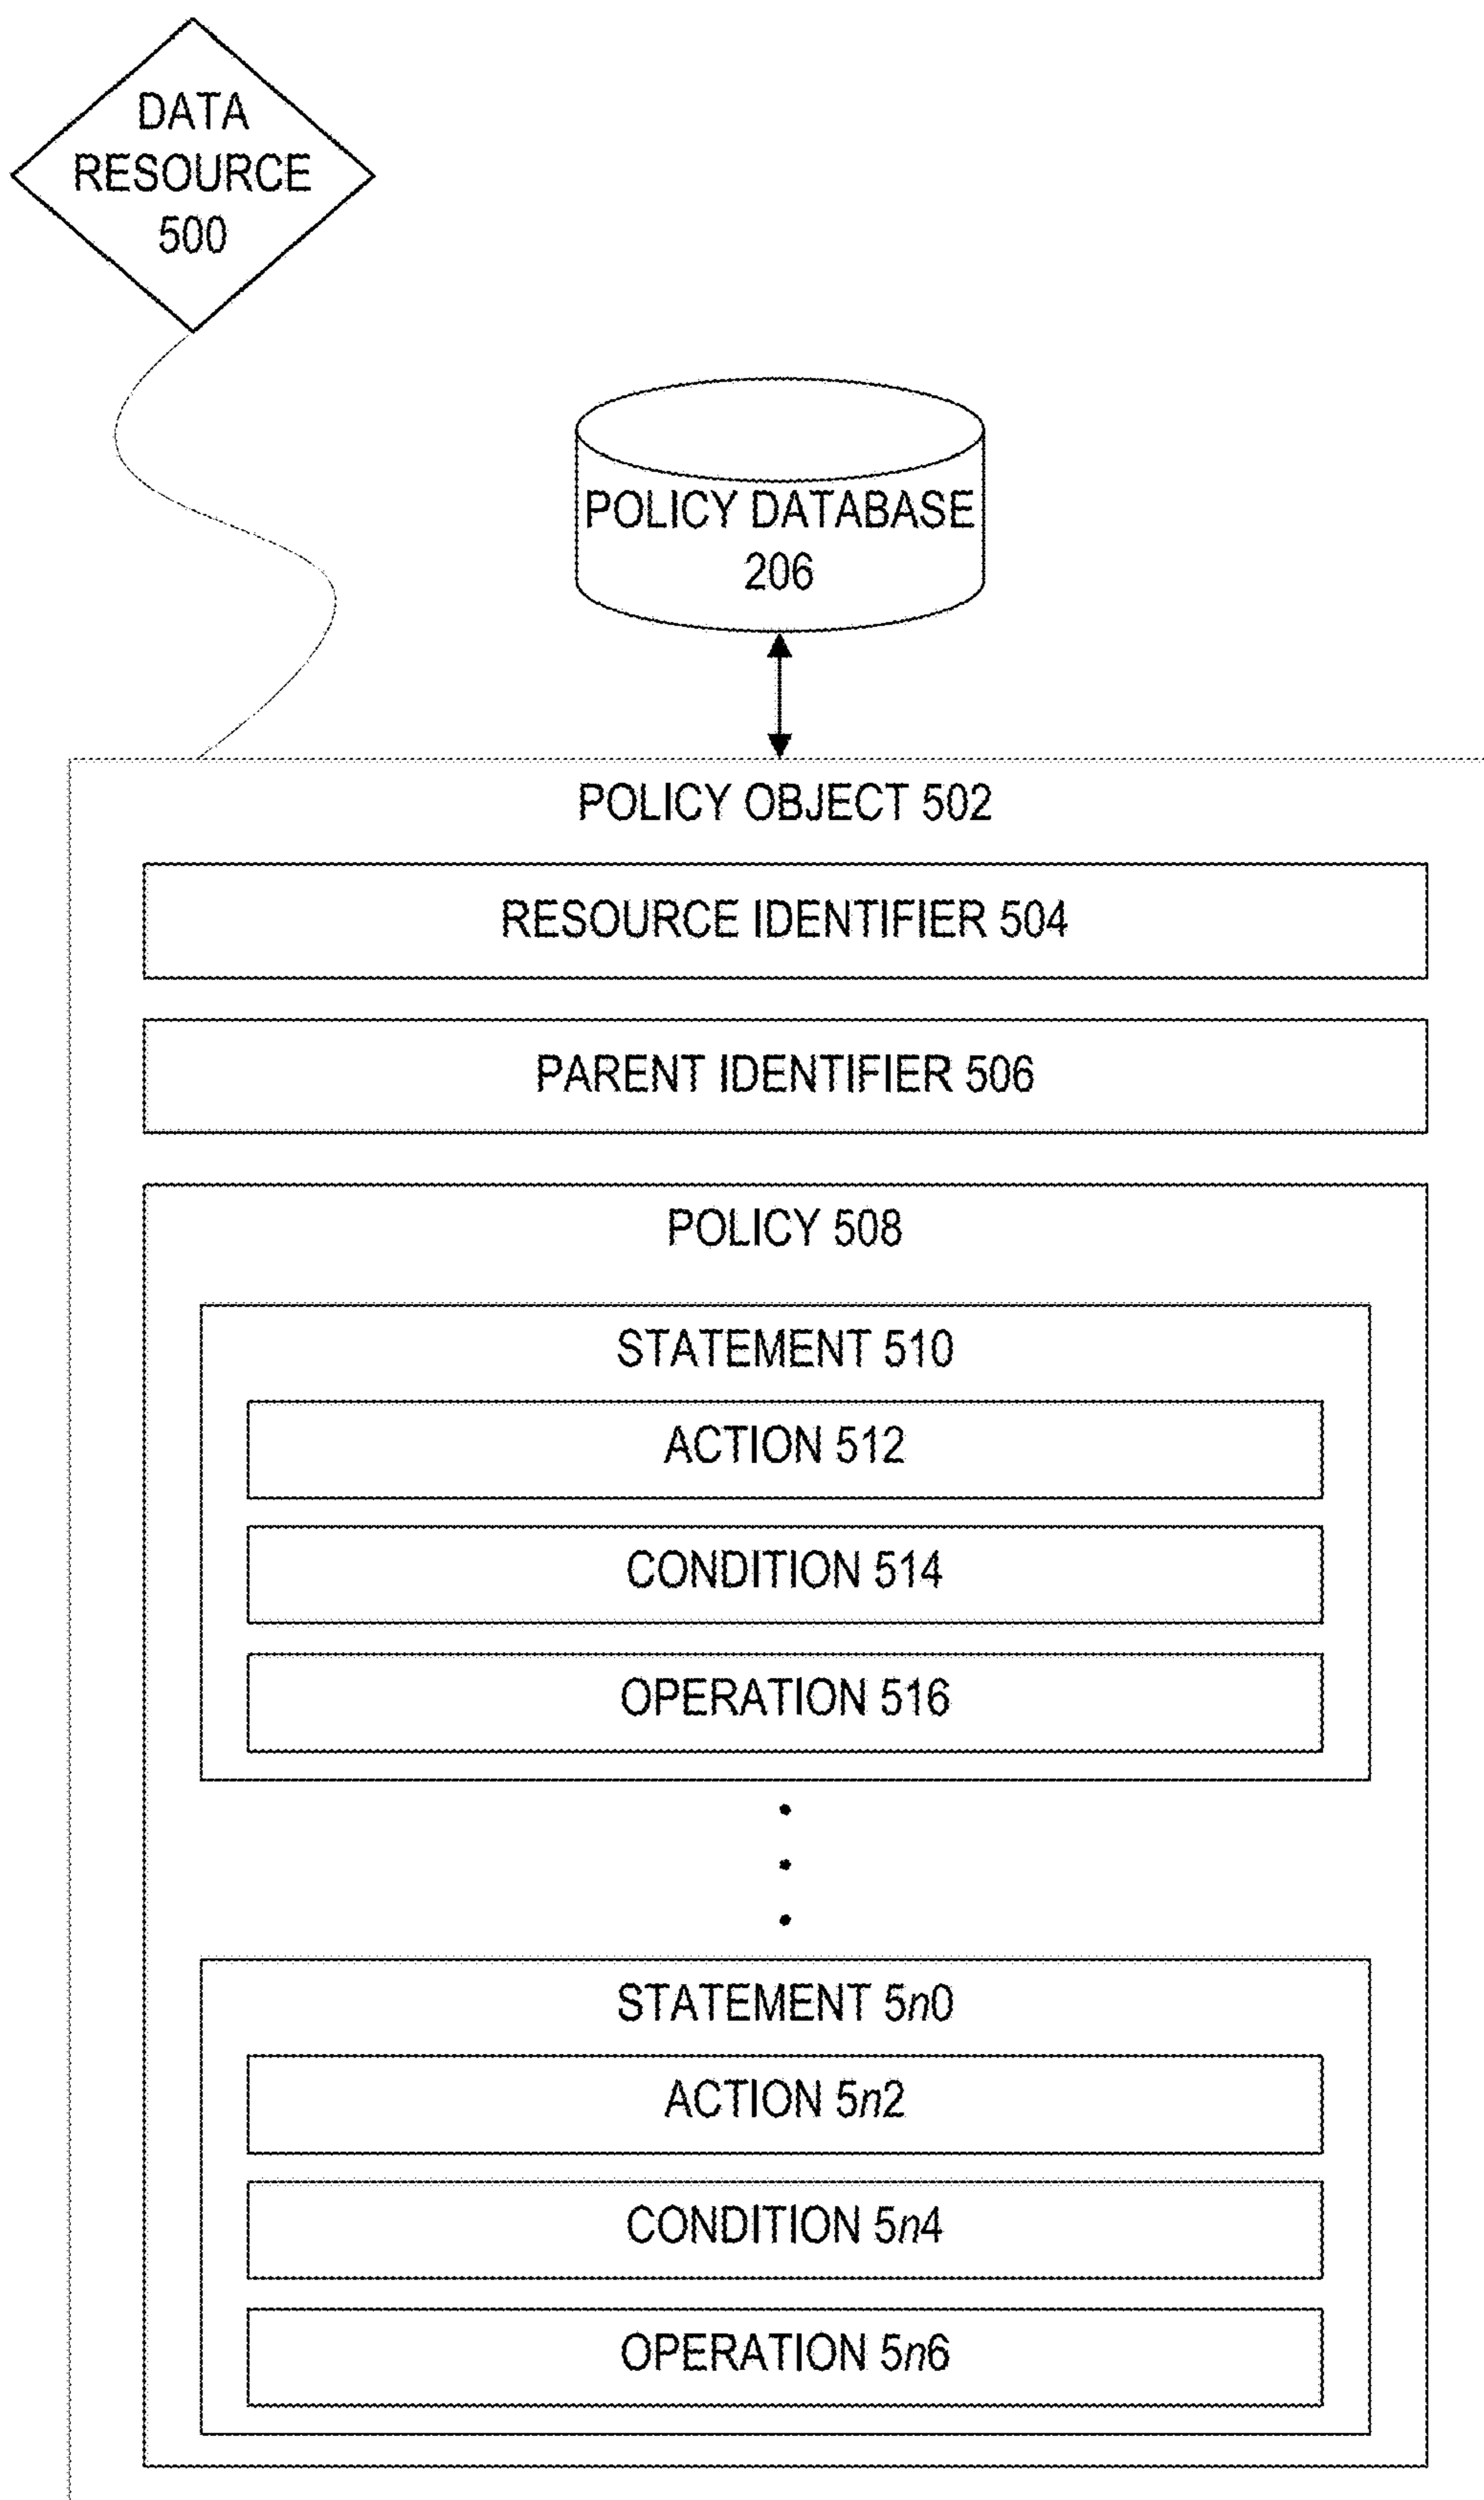 DATA
RESOURCE
500
POLICY DATABASE
206
POLICY OBJECT 502
RESOURCE IDENTIFIER 504
PARENT IDENTIFIER 506
POLICY 508
STATEMENT 510
ACTION 512
CONDITION 514
OPERATION 516
STATEMENT 5n0
ACTION 5n2
CONDITION 5n4
OPERATION 5n6